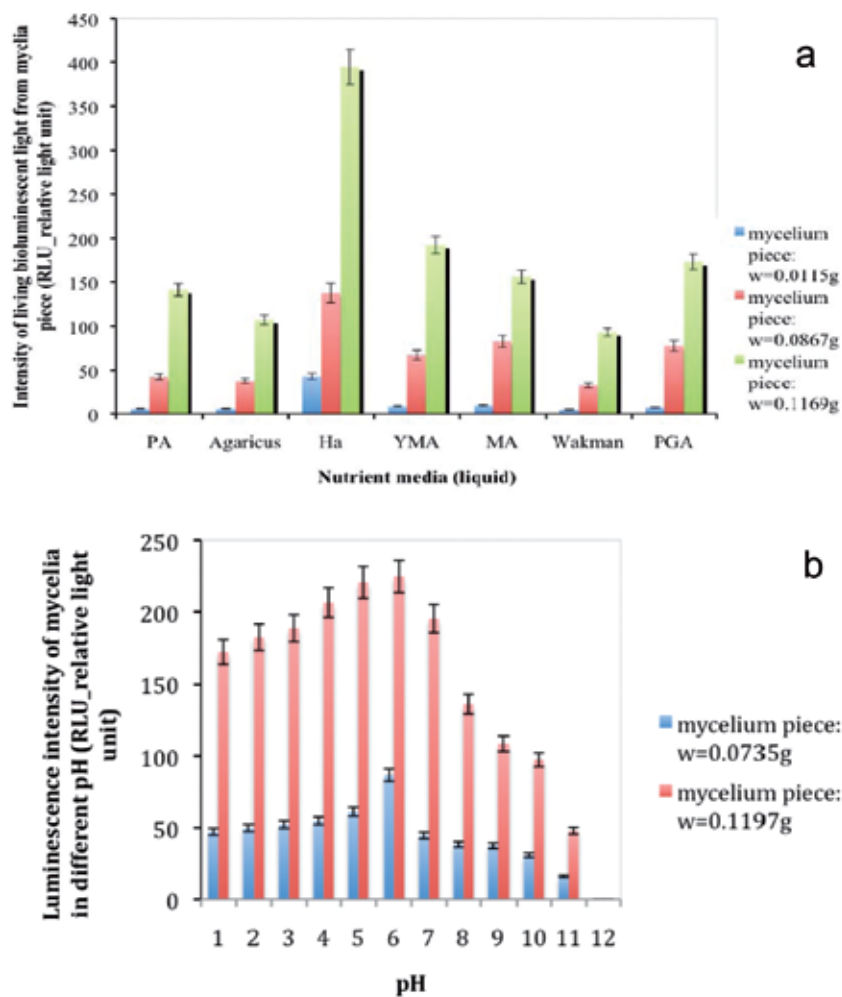 a
450
400
350
300
250
200
150
100
50
0
Intensity of living bioluminescent light from myclia
piece (RLU_relative light unit)
PA Agaricus Ha YMA MA Wakman PGA
Nutrient media (liquid)
mycelium
piece:
w=0.0115g
mycelium
piece:
w=0.0867g
mycelium
piece:
w=0.1169g
b
250
200
150
100
50
0
Luminescence intensity of mycelia
in different pH (RLU_relative light
unit)
1 2 3 4 5 6 7 8 9 10 11 12
pH
mycelium piece:
w=0.0735g
mycelium piece:
w=0.1197g